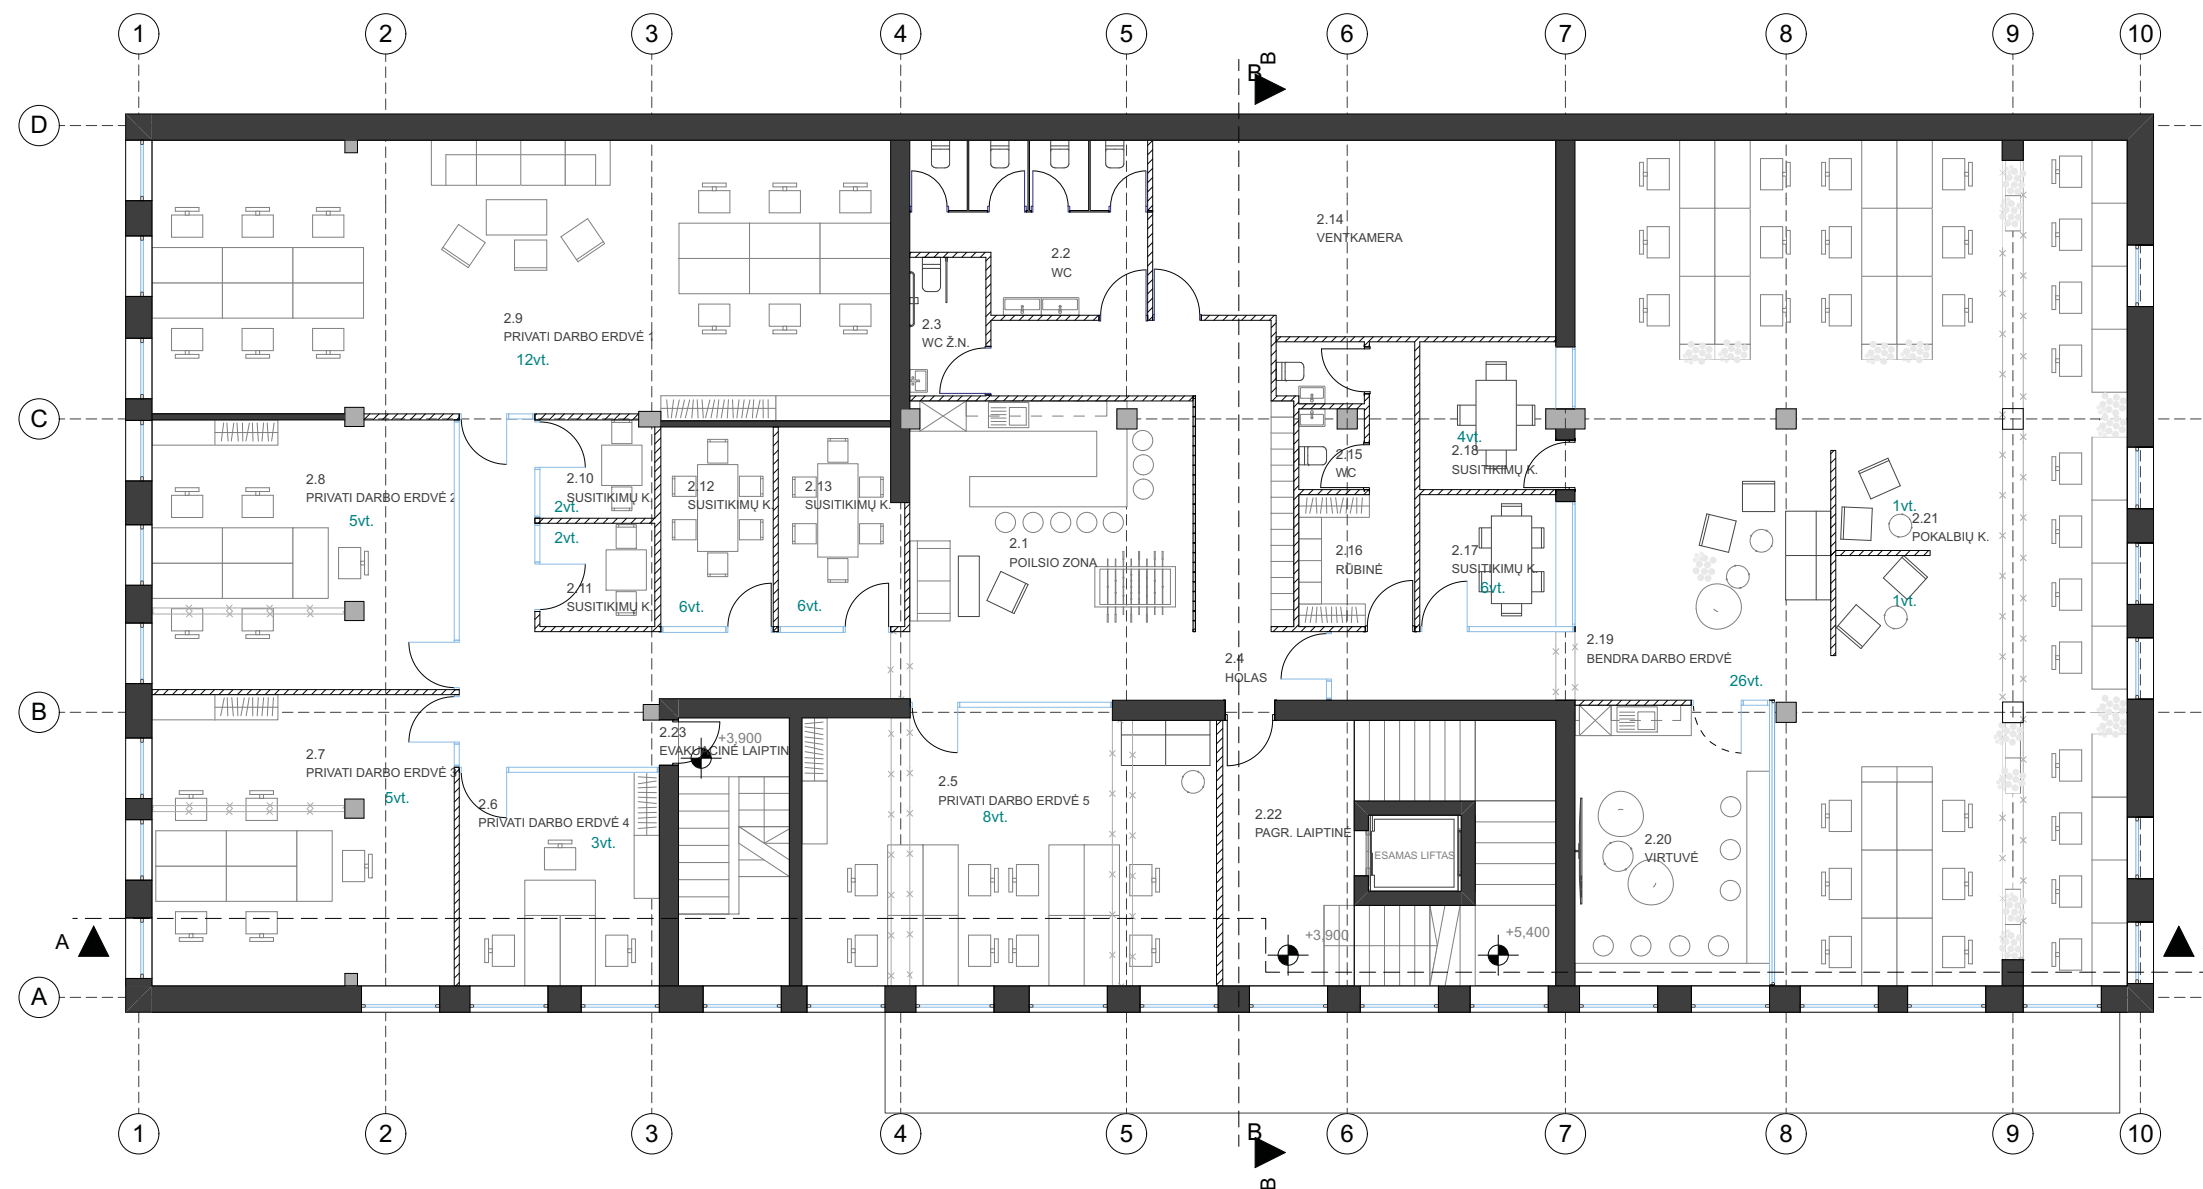 1 2 3 4 5 6 7 8 9 10
B
B
D
2.14
VENTKAMERA
2.2
WC
2.9
PRIVATI DARBO ERDVĖ 1
12vt.
2.3
WC Ž.N.
C
4vt.
2.18
SUSITIKIMŲ K.
2.15
WC
2.8
PRIVATI DARBO ERDVĖ 2
5vt.
2.10
SUSITIKIMŲ K.
2vt.
2vt.
2.11
SUSITIKIMŲ K.
2.12
SUSITIKIMŲ K.
6vt.
2.13
SUSITIKIMŲ K.
6vt.
2.1
POILSIO ZONA
2.16
RŪBINĖ
2.17
SUSITIKIMŲ K.
6vt.
1vt.
2.21
POKALBIŲ K.
1vt.
2.19
BENDRA DARBO ERDVĖ
26vt.
2.4
HOLAS
B
2.23
EVAKUACINĖ LAIPTIN
+3,900
2.7
PRIVATI DARBO ERDVĖ 3
5vt.
2.6
PRIVATI DARBO ERDVĖ 4
3vt.
2.5
PRIVATI DARBO ERDVĖ 5
8vt.
2.22
PAGR. LAIPTINĖ
ESAMAS LIFTAS
2.20
VIRTUVĖ
A
+3,900
+5,400
A
1 2 3 4 5 6 7 8 9 10
B
B